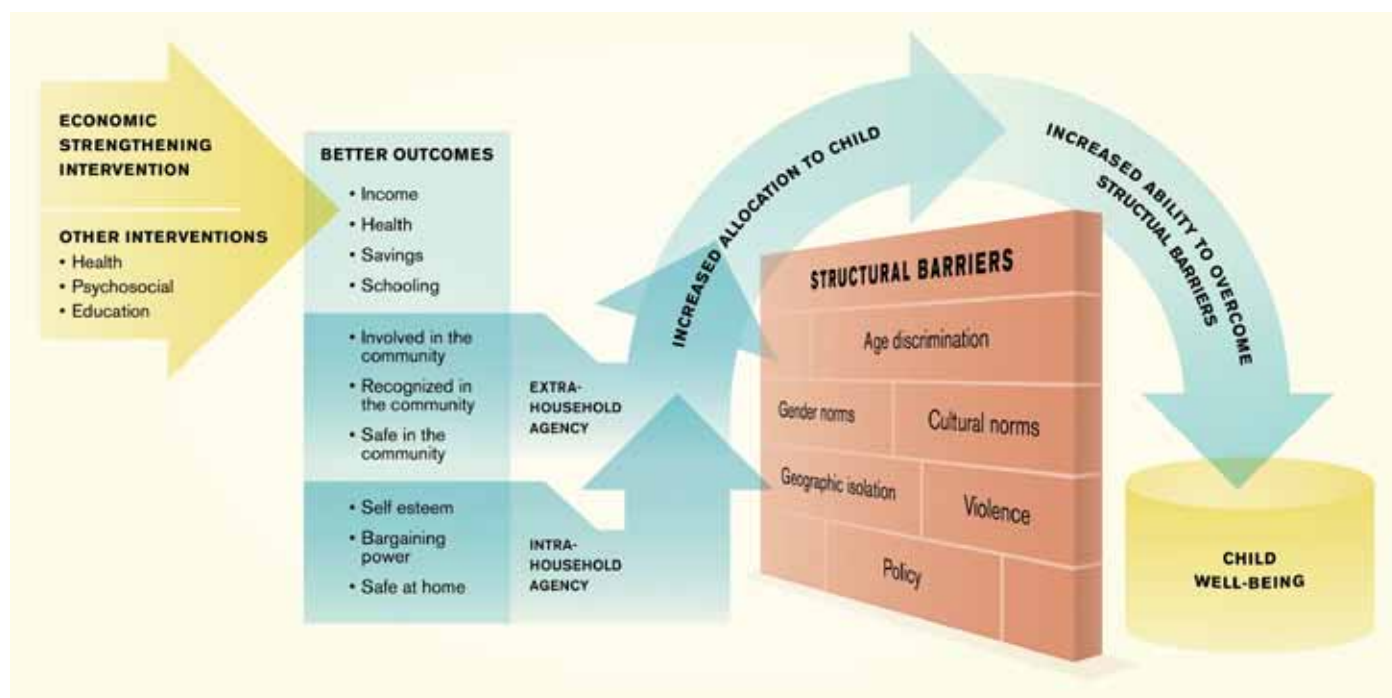 ECONOMIC
STRENGTHENING
INTERVENTION
OTHER INTERVENTIONS
• Health
• Psychosocial
• Education
BETTER OUTCOMES
• Income
• Health
• Savings
• Schooling
• Involved in the
community
• Recognized in
the community
• Safe in the
community
• Self esteem
• Bargaining
power
• Safe at home
EXTRA-
HOUSEHOLD
AGENCY
INTRA-
HOUSEHOLD
AGENCY
INCREASED ALLOCATION TO CHILD
STRUCTURAL BARRIERS
Age discrimination
Gender norms
Cultural norms
Geographic isolation
Violence
Policy
INCREASED ABILITY TO OVERCOME
STRUCTUAL BARRIERS
CHILD
WELL-BEING